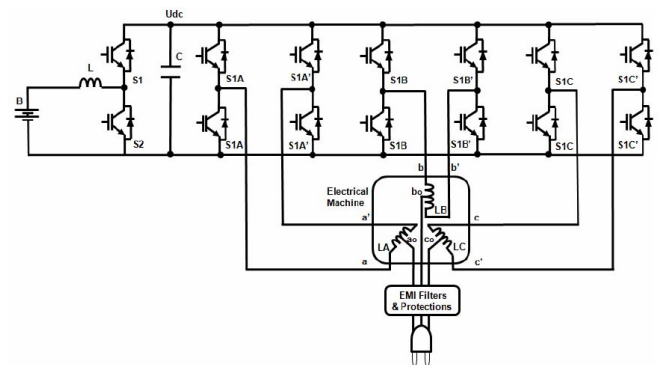 Udc
L
S1
C
S1A
S1A'
S1B
S1B'
S1C
S1C'
B
S2
S1A
S1A'
S1B
S1B'
S1C
S1C'
b
b'
Electrical
Machine
bo
LB
a'
c
LA
ao
co
LC
a
c'
EMI Filters
& Protections